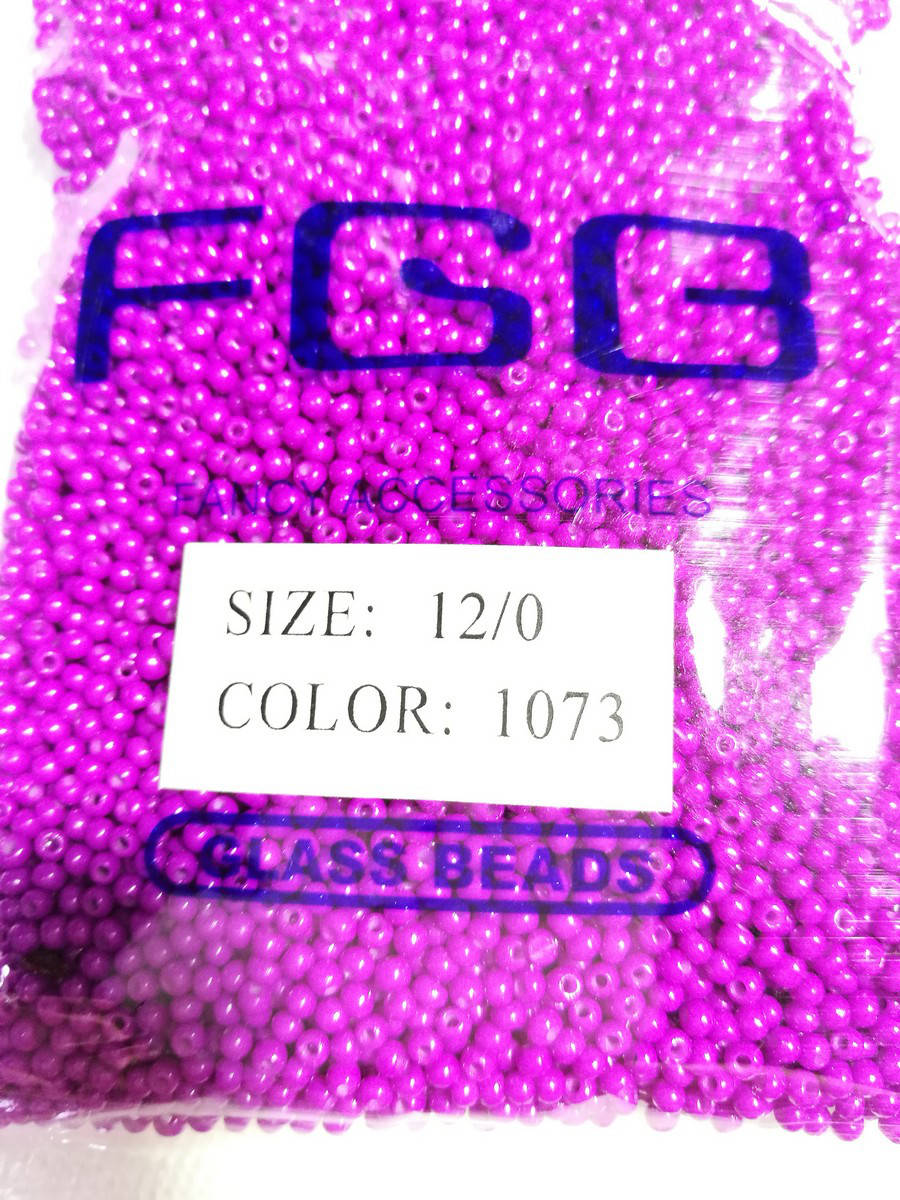 FGB
FANCY ACCESSORIES
SIZE: 12/0
COLOR: 1073
GLASS BEADS